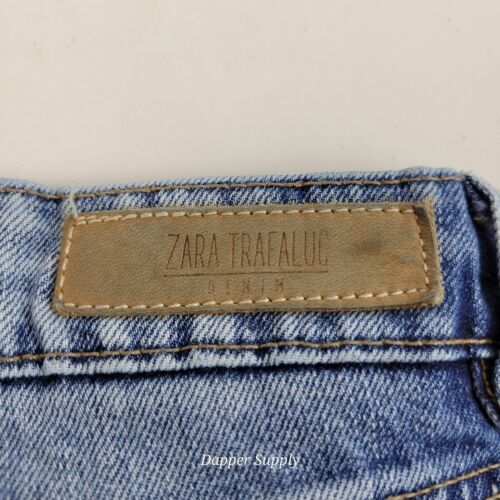 ZARA TRAFALUC
DENIM
Dapper Supply